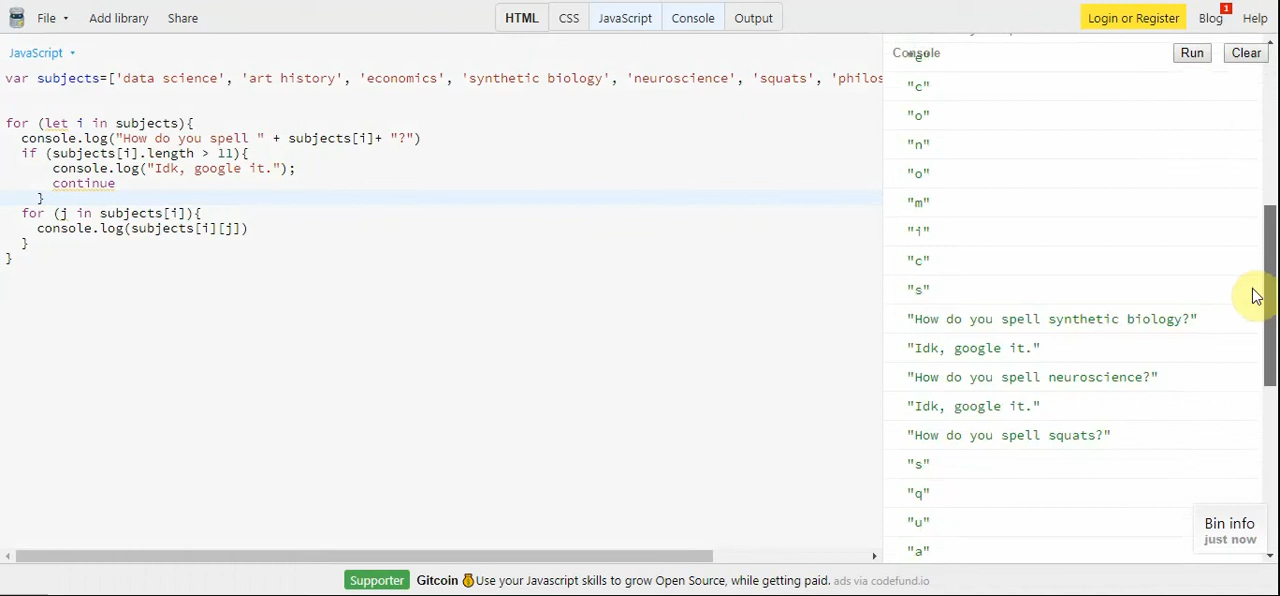 File Add library Share HTML CSS JavaScript Console Output Login or Register Blog 1 Help
JavaScript
var subjects=['data science', 'art history', 'economics', 'synthetic biology', 'neuroscience', 'squats', 'philos
for (let i in subjects){
console.log("How do you spell " + subjects[i]+ "?")
if (subjects[i].length > 11){
console.log("Idk, google it.");
continue
}
for (j in subjects[i]){
console.log(subjects[i][j])
}
}
Console Run Clear
"c"
"o"
"n"
"o"
"m"
"i"
"c"
"s"
"How do you spell synthetic biology?"
"Idk, google it."
"How do you spell neuroscience?"
"Idk, google it."
"How do you spell squats?"
"s"
"q"
"u"
"a"
Bin info
just now
Supporter Gitcoin 💰Use your Javascript skills to grow Open Source, while getting paid. ads via codefund.io